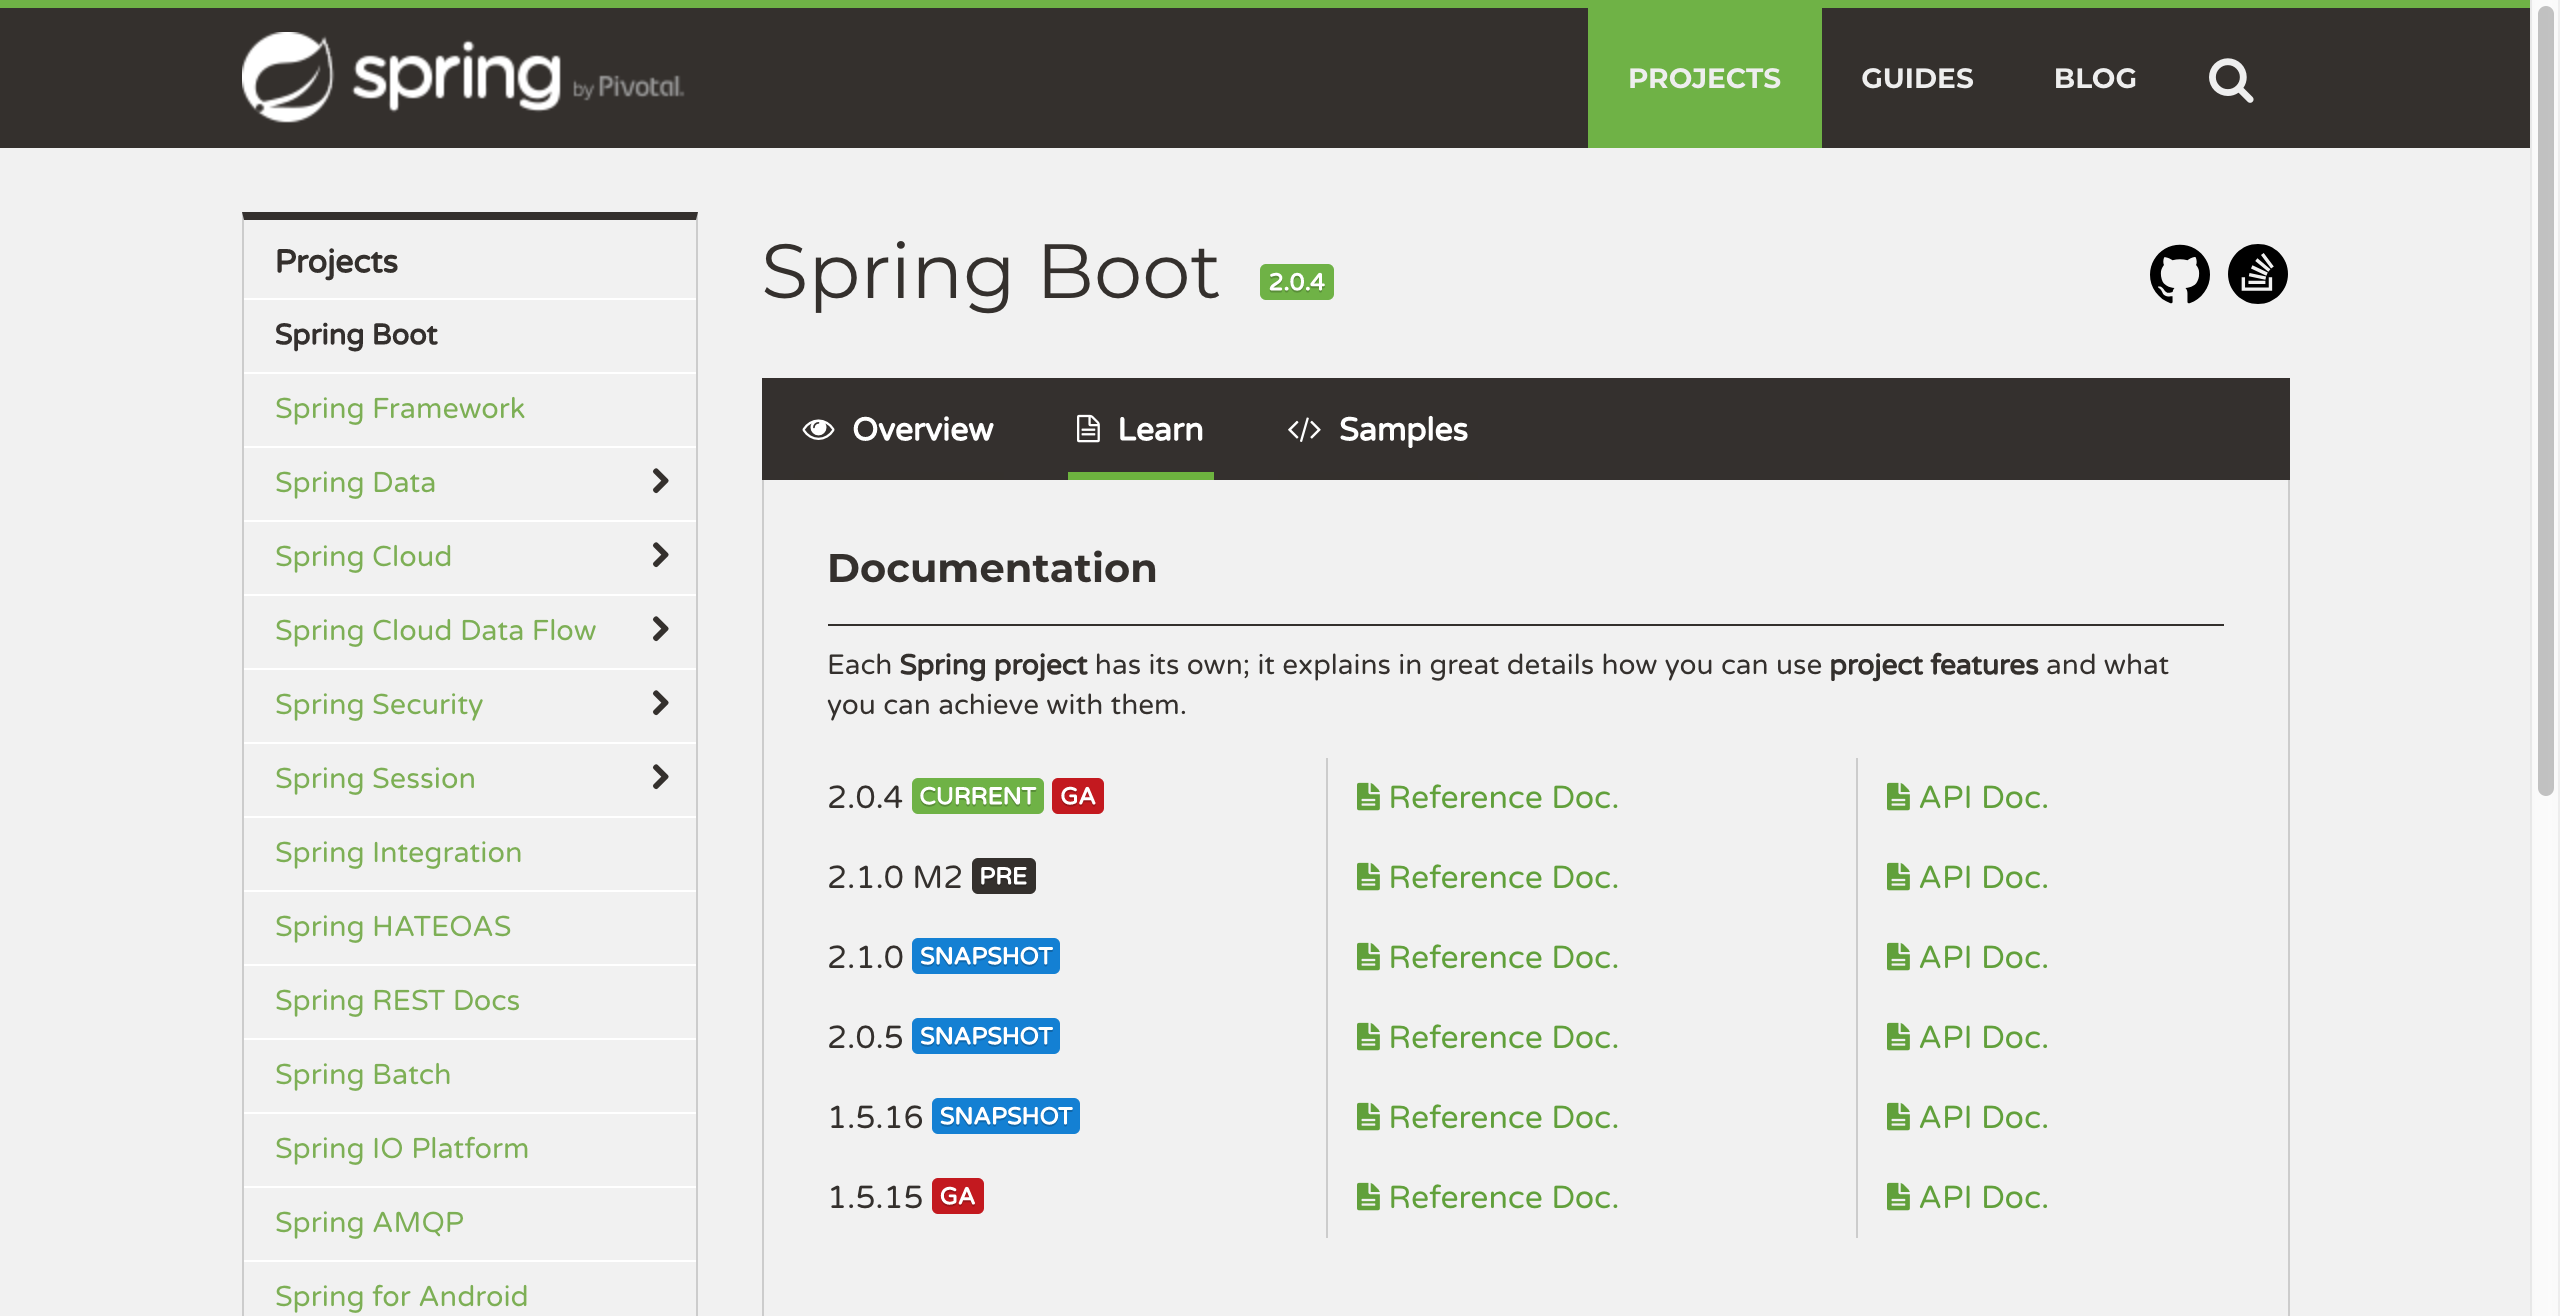 spring by Pivotal.
PROJECTS
GUIDES
BLOG
Projects
Spring Boot
Spring Framework
Spring Data
Spring Cloud
Spring Cloud Data Flow
Spring Security
Spring Session
Spring Integration
Spring HATEOAS
Spring REST Docs
Spring Batch
Spring IO Platform
Spring AMQP
Spring for Android
Spring Boot 2.0.4
Overview
Learn
Samples
Documentation
Each Spring project has its own; it explains in great details how you can use project features and what
you can achieve with them.
2.0.4 CURRENT GA Reference Doc. API Doc.
2.1.0 M2 PRE Reference Doc. API Doc.
2.1.0 SNAPSHOT Reference Doc. API Doc.
2.0.5 SNAPSHOT Reference Doc. API Doc.
1.5.16 SNAPSHOT Reference Doc. API Doc.
1.5.15 GA Reference Doc. API Doc.